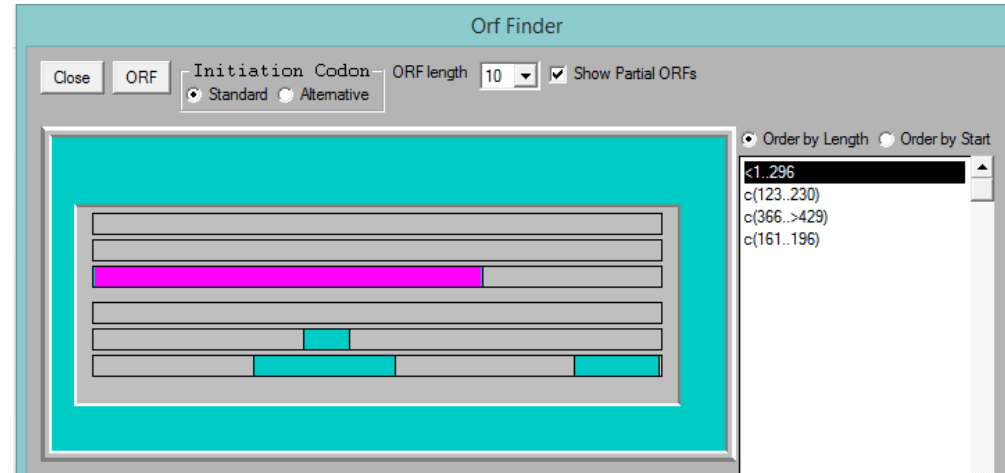 Orf Finder
Close
ORF
Initiation Codon
Standard
Alternative
ORF length
10
Show Partial ORFs
Order by Length
Order by Start
<1..296
c(123..230)
c(366..>429)
c(161..196)